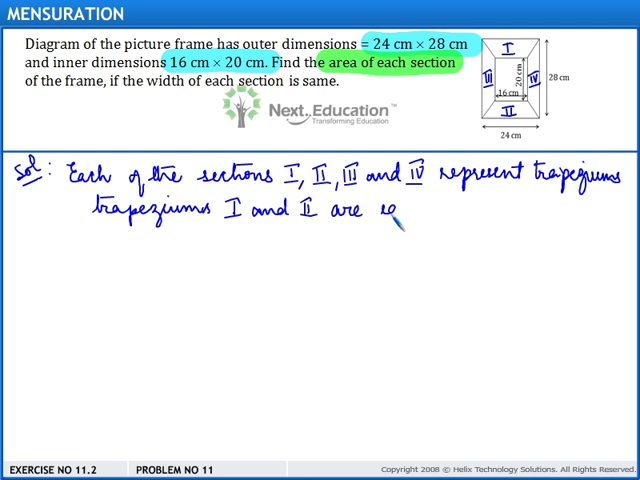 MENSURATION
Diagram of the picture frame has outer dimensions = 24 cm × 28 cm
and inner dimensions 16 cm × 20 cm. Find the area of each section
of the frame, if the width of each section is same.
I
III
20 cm
IV
28 cm
16 cm
II
24 cm
Next Education™
Transforming Education
Sol: Each of the sections I, II, III and IV represent trapeziums
trapeziums I and II are
EXERCISE NO 11.2
PROBLEM NO 11
Copyright 2008 © Helix Technology Solutions. All Rights Reserved.